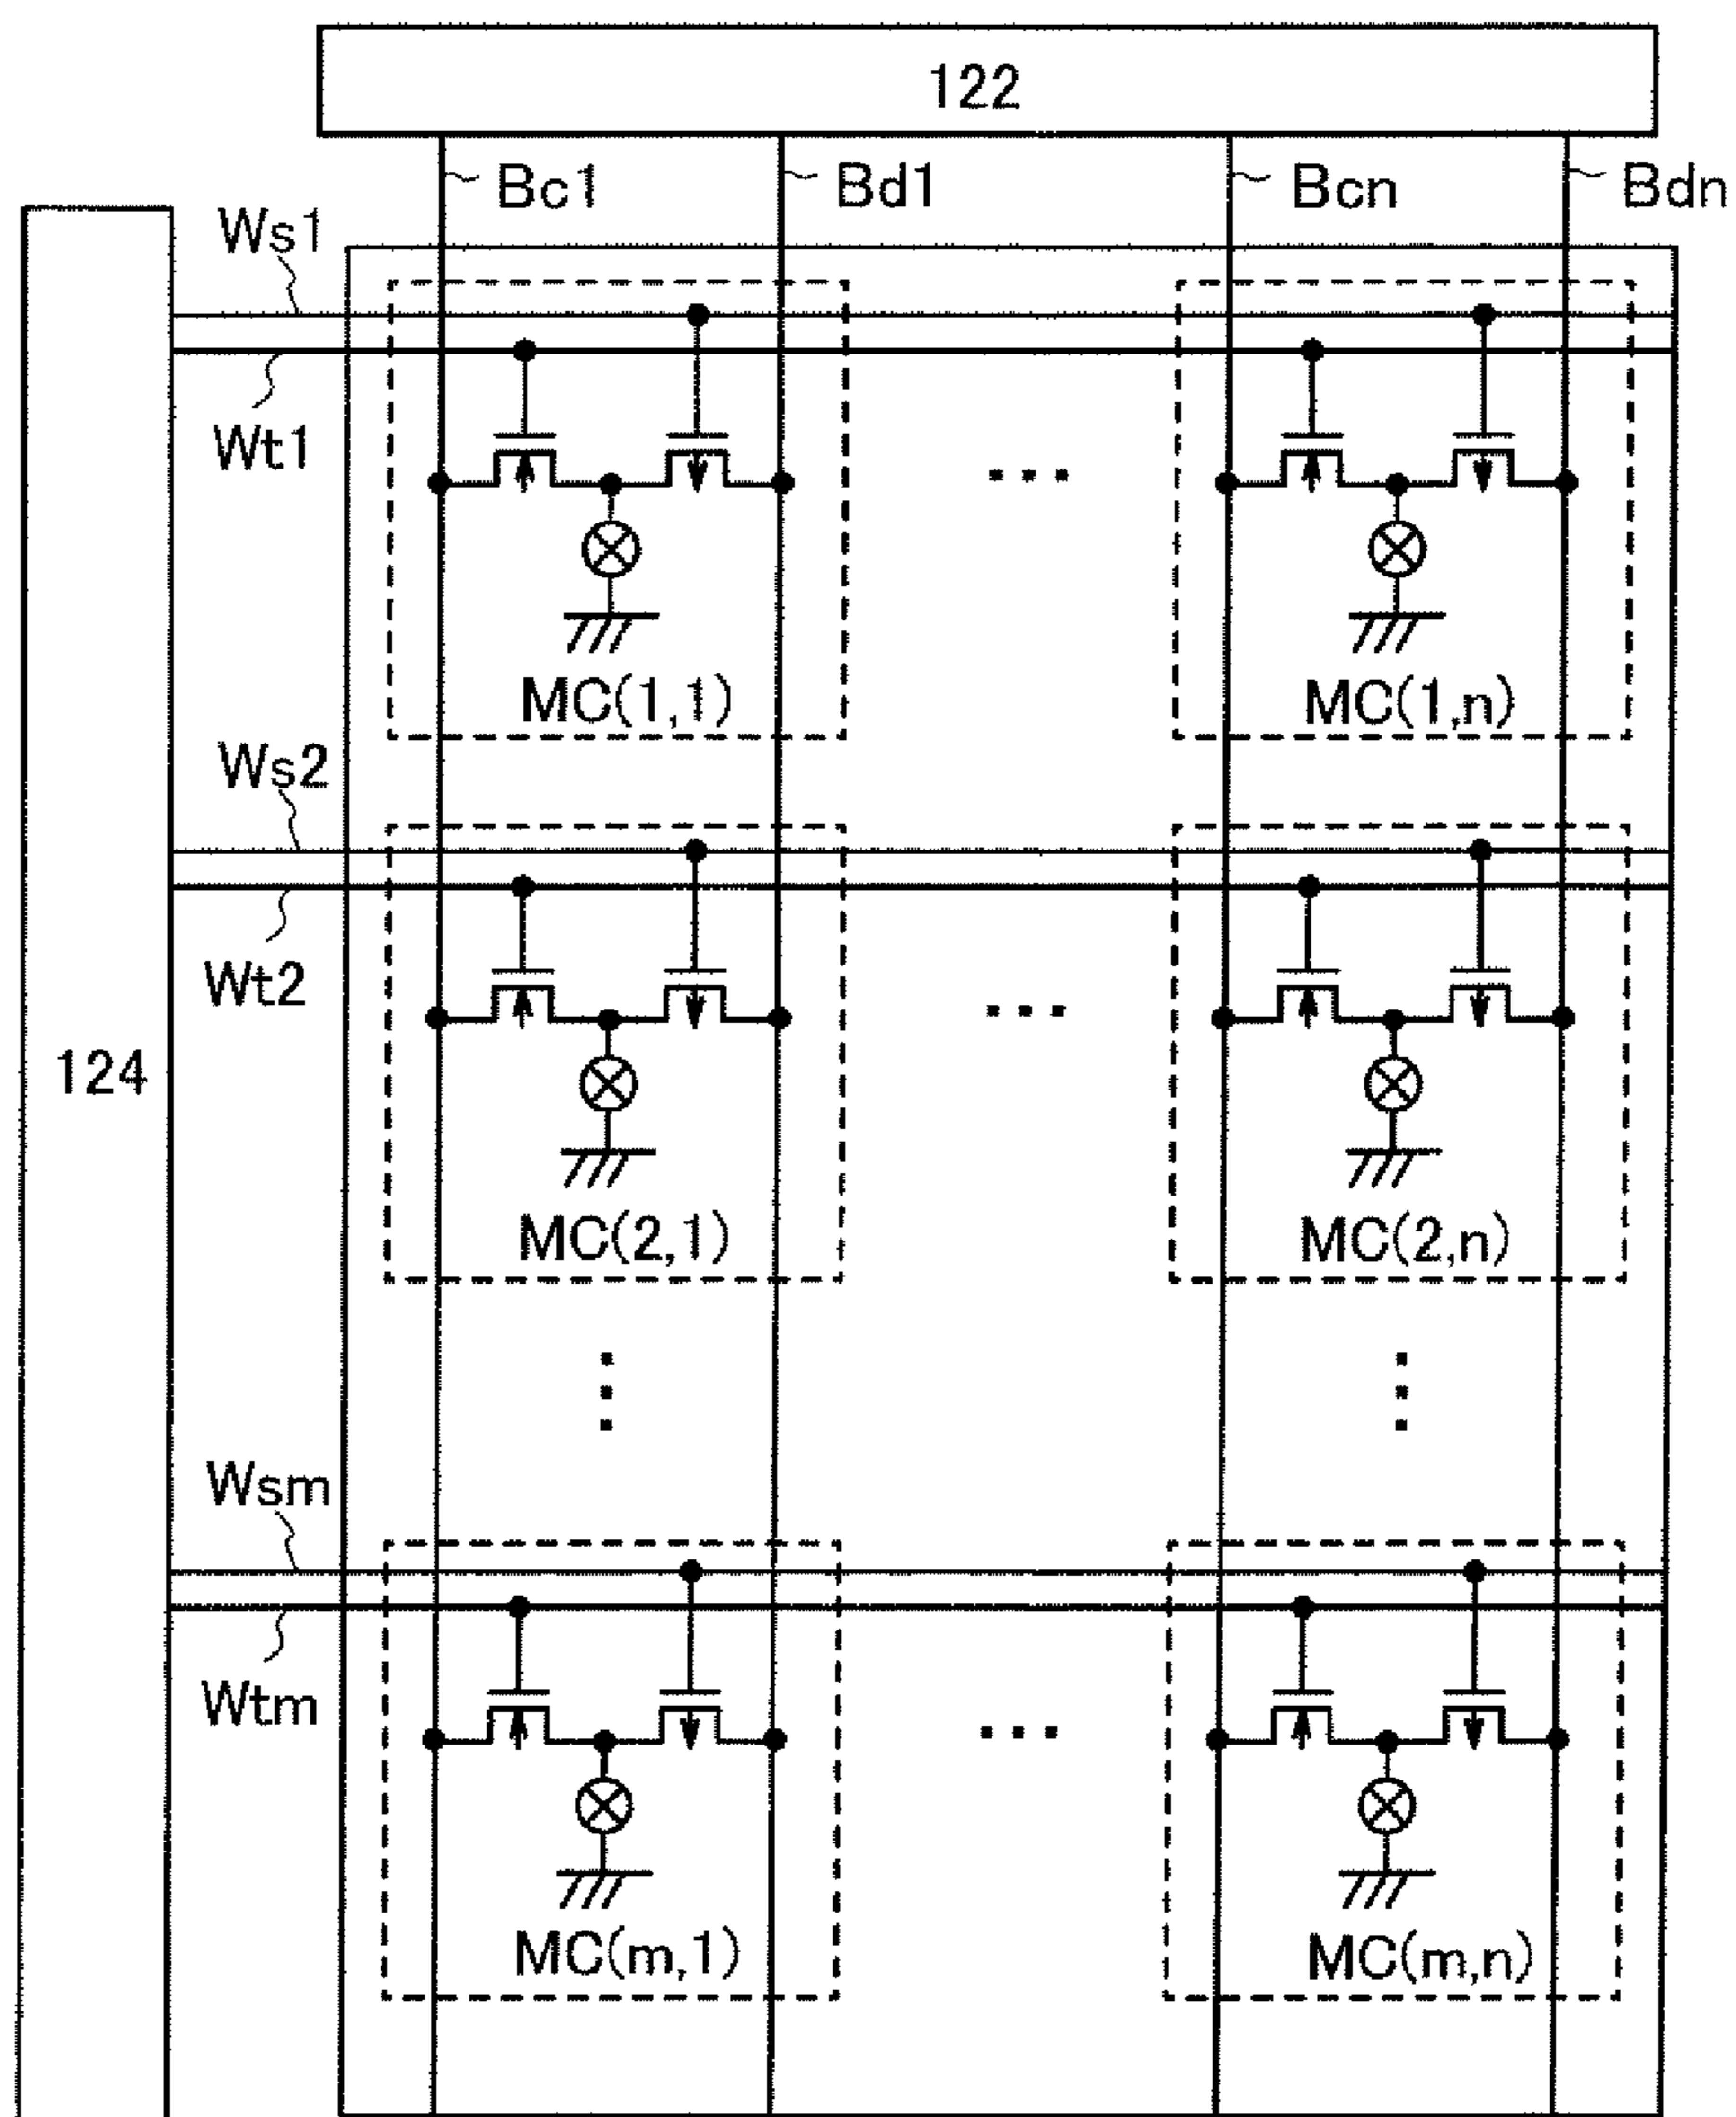 122
Bc1 Bd1 Bcn Bdn
Ws1
Wt1
MC(1,1) MC(1,n)
Ws2
Wt2
124
MC(2,1) MC(2,n)
Wsm
Wtm
MC(m,1) MC(m,n)